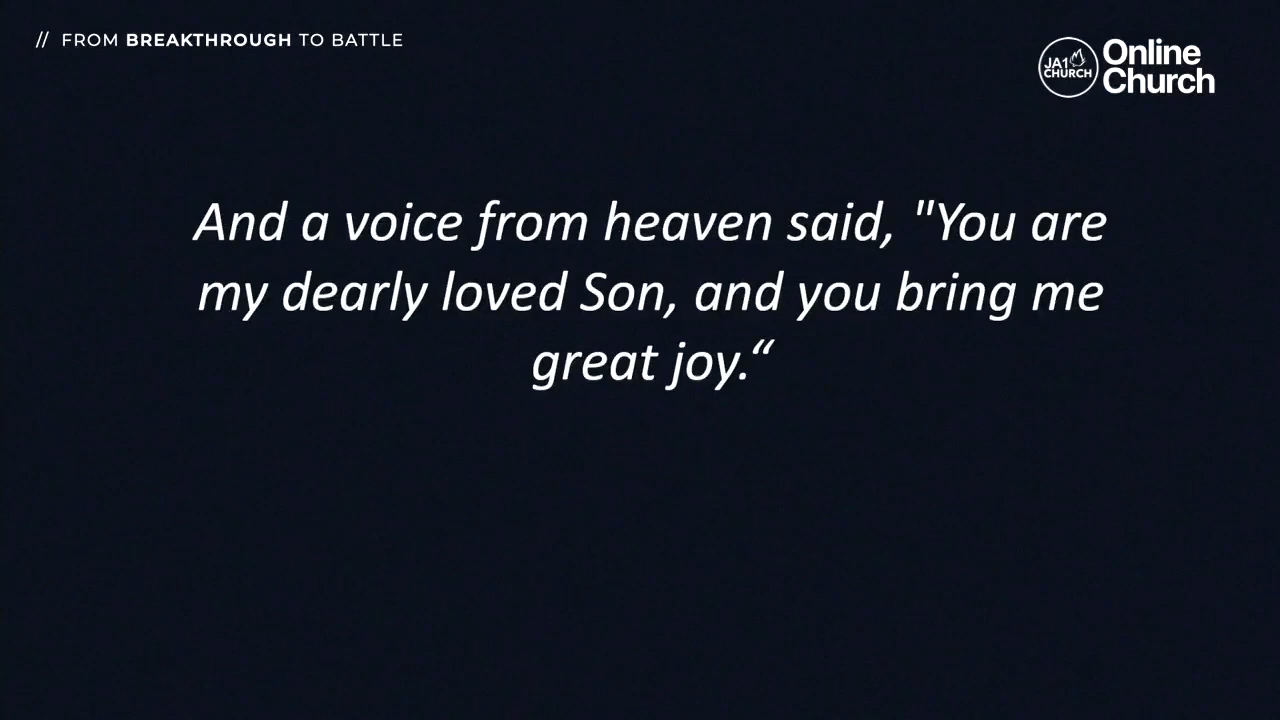 // FROM BREAKTHROUGH TO BATTLE
JA1
CHURCH
Online
Church
And a voice from heaven said, "You are
my dearly loved Son, and you bring me
great joy.“